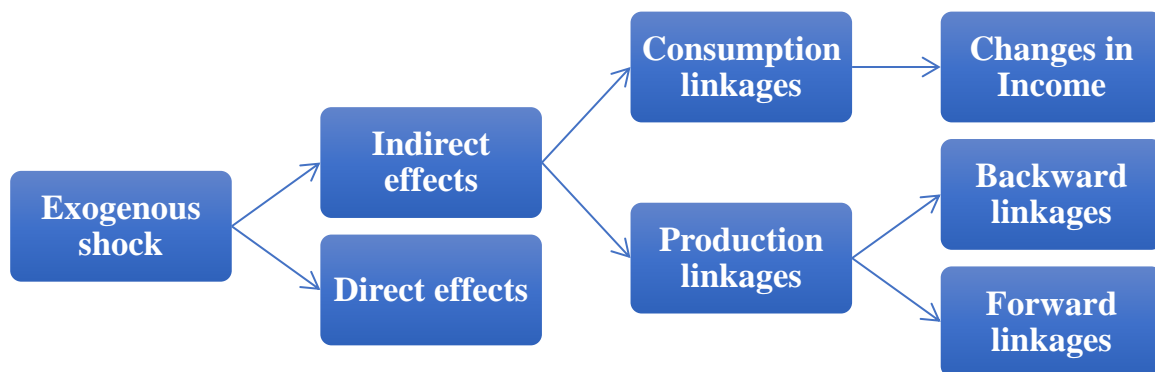 Exogenous
shock
Indirect
effects
Direct effects
Consumption
linkages
Production
linkages
Changes in
Income
Backward
linkages
Forward
linkages